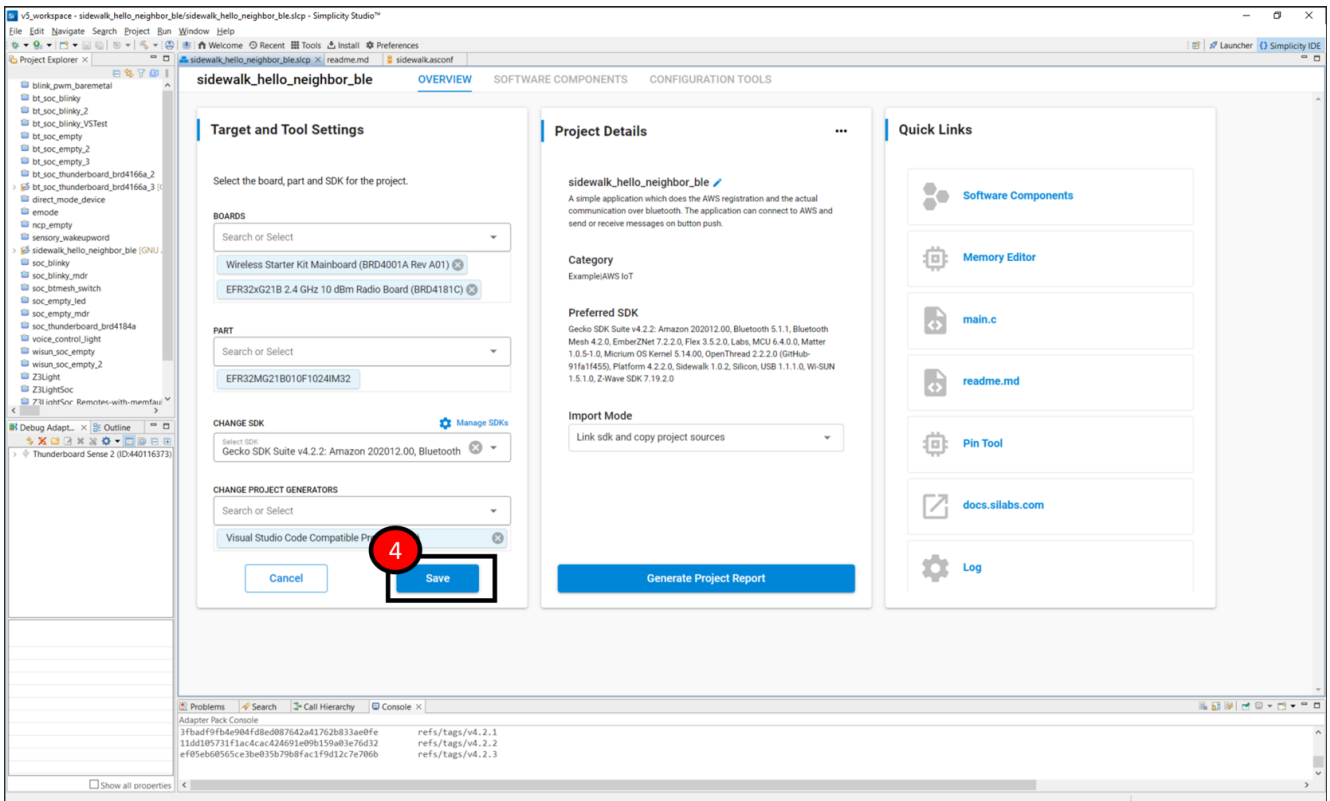 v5_workspace - sidewalk_hello_neighbor_ble/sidewalk_hello_neighbor_ble.slcp - Simplicity Studio™
File Edit Navigate Search Project Run Window Help
Welcome Recent Tools Install Preferences
Launcher Simplicity IDE
Project Explorer
blink_pwm_baremetal
bt_soc_blinky
bt_soc_blinky_2
bt_soc_blinky_VSTest
bt_soc_empty
bt_soc_empty_2
bt_soc_empty_3
bt_soc_thunderboard_brd4166a_2
bt_soc_thunderboard_brd4166a_3
direct_mode_device
emode
ncp_empty
sensory_wakeupword
sidewalk_hello_neighbor_ble [GNU
soc_blinky
soc_blinky_mdr
soc_btmesh_switch
soc_empty_led
soc_empty_mdr
soc_thunderboard_brd4184a
voice_control_light
wisun_soc_empty
wisun_soc_empty_2
Z3Light
Z3LightSoc
Z3LightSoc_Remotes-with-memfaul
Debug Adapt... Outline
Thunderboard Sense 2 (ID:440116373)
Show all properties
sidewalk_hello_neighbor_ble.slcp readme.md sidewalk.asconf
sidewalk_hello_neighbor_ble OVERVIEW SOFTWARE COMPONENTS CONFIGURATION TOOLS
Target and Tool Settings
Select the board, part and SDK for the project.
BOARDS
Search or Select
Wireless Starter Kit Mainboard (BRD4001A Rev A01)
EFR32xG21B 2.4 GHz 10 dBm Radio Board (BRD4181C)
PART
Search or Select
EFR32MG21B010F1024IM32
CHANGE SDK Manage SDKs
Select SDK
Gecko SDK Suite v4.2.2: Amazon 202012.00, Bluetooth
CHANGE PROJECT GENERATORS
Search or Select
Visual Studio Code Compatible
4
Cancel Save
Project Details
sidewalk_hello_neighbor_ble
A simple application which does the AWS registration and the actual
communication over bluetooth. The application can connect to AWS and
send or receive messages on button push.
Category
Example|AWS IoT
Preferred SDK
Gecko SDK Suite v4.2.2: Amazon 202012.00, Bluetooth 5.1.1, Bluetooth
Mesh 4.2.0, EmberZNet 7.2.2.0, Flex 3.5.2.0, Labs, MCU 6.4.0.0, Matter
1.0.5-1.0, Micrium OS Kernel 5.14.00, OpenThread 2.2.2.0 (GitHub-
91fa1f455), Platform 4.2.2.0, Sidewalk 1.0.2, Silicon, USB 1.1.1.0, Wi-SUN
1.5.1.0, Z-Wave SDK 7.19.2.0
Import Mode
Link sdk and copy project sources
Generate Project Report
Quick Links
Software Components
Memory Editor
main.c
readme.md
Pin Tool
docs.silabs.com
Log
Problems Search Call Hierarchy Console
Adapter Pack Console
3fbadf9fb4e904fd8ed087642a41762b833ae0fe refs/tags/v4.2.1
11dd105731f1ac4cac424691e09b159a03e76d32 refs/tags/v4.2.2
ef05eb60565ce3be035b79b8fac1f9d12c7e706b refs/tags/v4.2.3